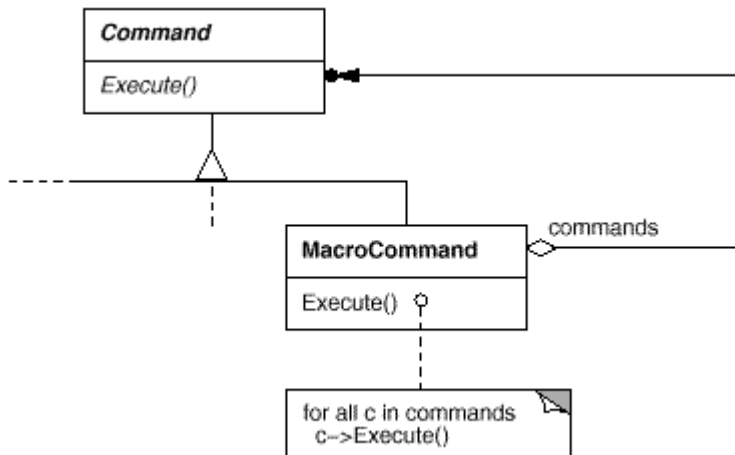 Command
Execute()
commands
MacroCommand
Execute()
for all c in commands
c->Execute()